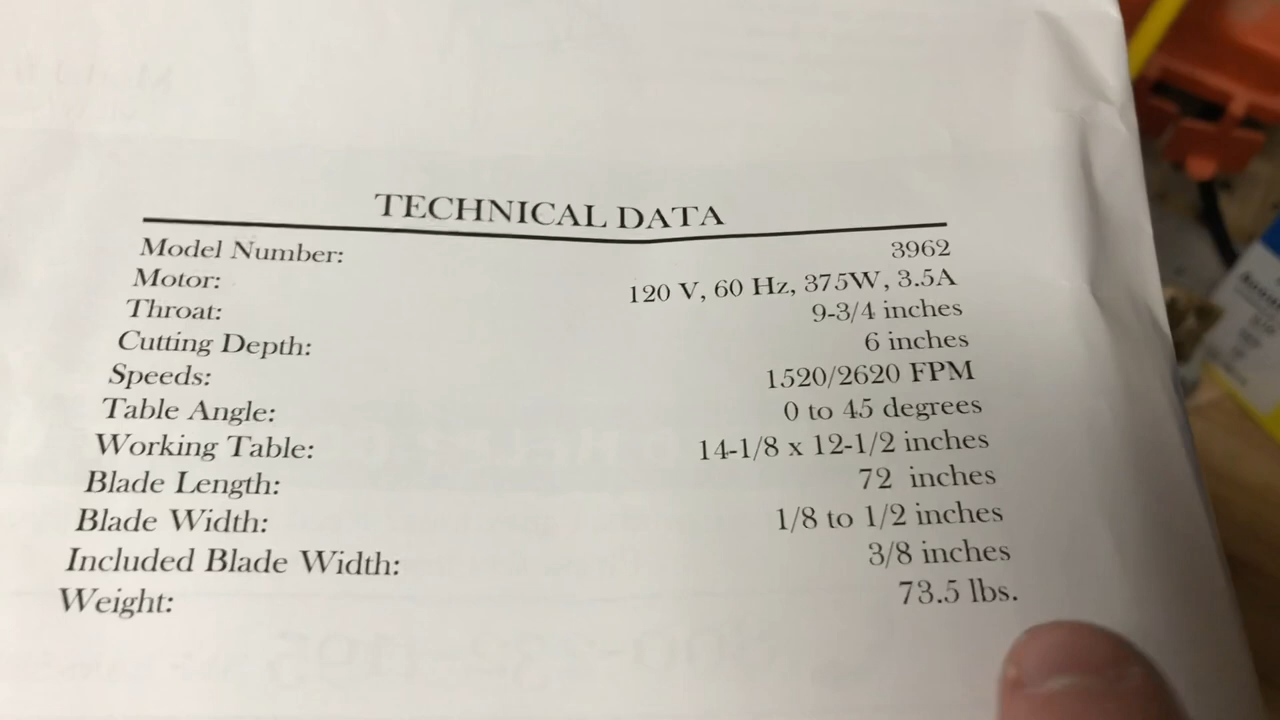 TECHNICAL DATA
Model Number: 3962
Motor: 120 V, 60 Hz, 375W, 3.5A
Throat: 9-3/4 inches
Cutting Depth: 6 inches
Speeds: 1520/2620 FPM
Table Angle: 0 to 45 degrees
Working Table: 14-1/8 x 12-1/2 inches
Blade Length: 72 inches
Blade Width: 1/8 to 1/2 inches
Included Blade Width: 3/8 inches
Weight: 73.5 lbs.